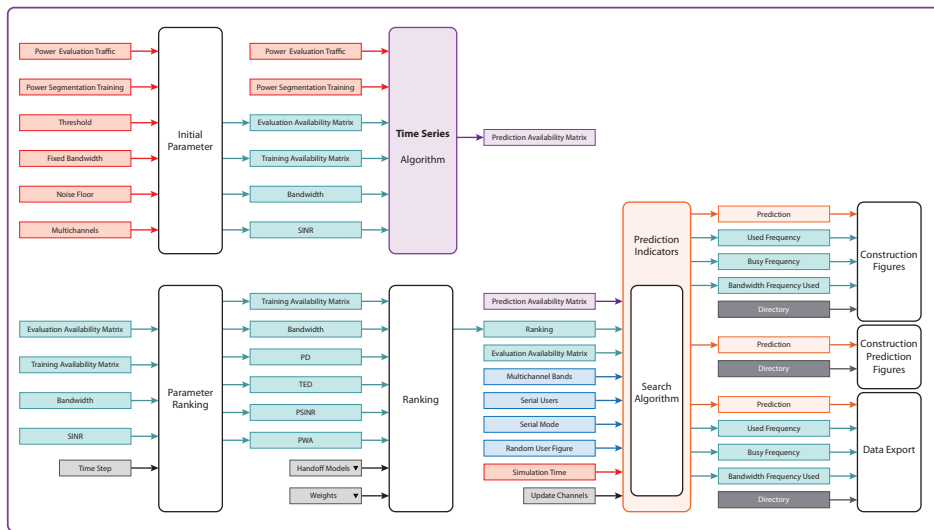 Power Evaluation Traffic
Power Segmentation Training
Threshold
Fixed Bandwidth
Noise Floor
Multichannels
Initial
Parameter
Power Evaluation Traffic
Power Segmentation Training
Evaluation Availability Matrix
Training Availability Matrix
Bandwidth
SINR
Time Series
Algorithm
Prediction Availability Matrix
Evaluation Availability Matrix
Training Availability Matrix
Bandwidth
SINR
Time Step
Parameter
Ranking
Training Availability Matrix
Bandwidth
PD
TED
PSINR
PWA
Handoff Models
Weights
Ranking
Prediction Availability Matrix
Ranking
Evaluation Availability Matrix
Multichannel Bands
Serial Users
Serial Mode
Random User Figure
Simulation Time
Update Channels
Prediction
Indicators
Search
Algorithm
Prediction
Used Frequency
Busy Frequency
Bandwidth Frequency Used
Directory
Construction
Figures
Prediction
Directory
Construction
Prediction
Figures
Prediction
Used Frequency
Busy Frequency
Bandwidth Frequency Used
Directory
Data Export